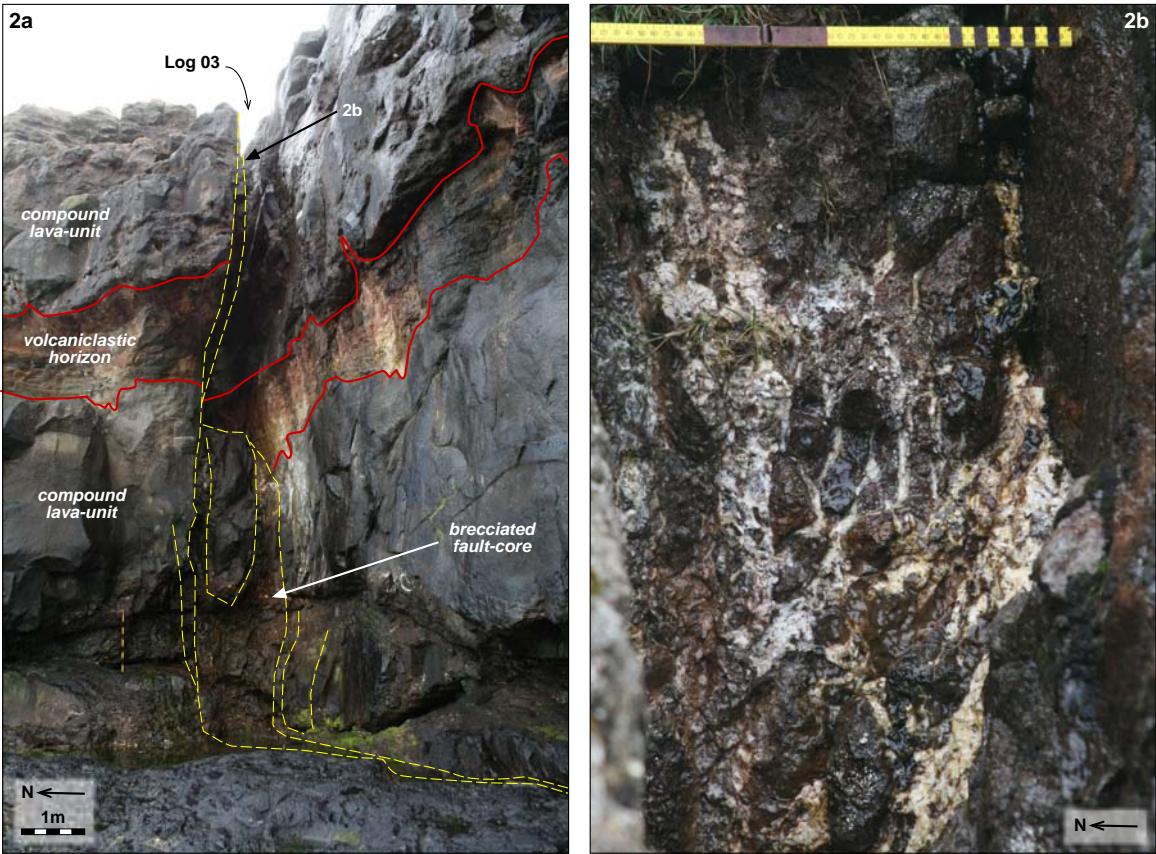 2a
Log 03
2b
compound
lava-unit
volcaniclastic
horizon
compound
lava-unit
brecciated
fault-core
N
1m
2b
N